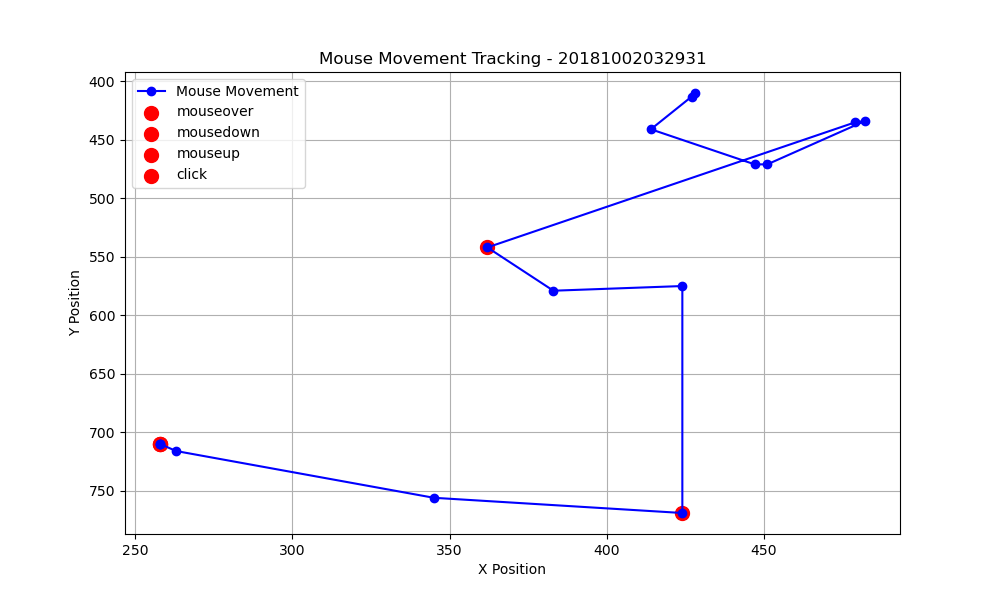 Mouse Movement Tracking - 20181002032931
Mouse Movement
mouseover
mousedown
mouseup
click
400
450
500
550
600
650
700
750
Y Position
250 300 350 400 450
X Position